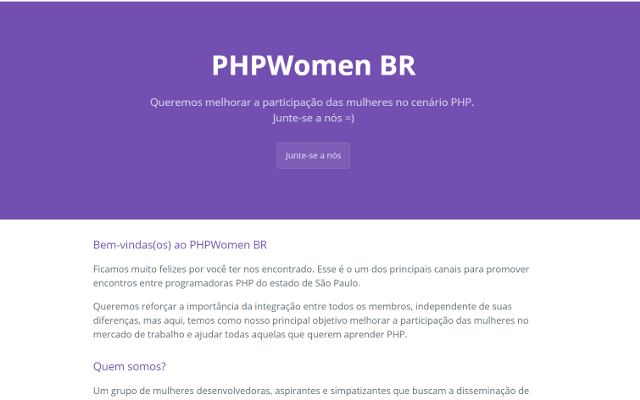 PHPWomen BR
Queremos melhorar a participação das mulheres no cenário PHP.
Junte-se a nós =)
Junte-se a nós
Bem-vindas(os) ao PHPWomen BR
Ficamos muito felizes por você ter nos encontrado. Esse é o um dos principais canais para promover
encontros entre programadoras PHP do estado de São Paulo.
Queremos reforçar a importância da integração entre todos os membros, independente de suas
diferenças, mas aqui, temos como nosso principal objetivo melhorar a participação das mulheres no
mercado de trabalho e ajudar todas aquelas que querem aprender PHP.
Quem somos?
Um grupo de mulheres desenvolvedoras, aspirantes e simpatizantes que buscam a disseminação de